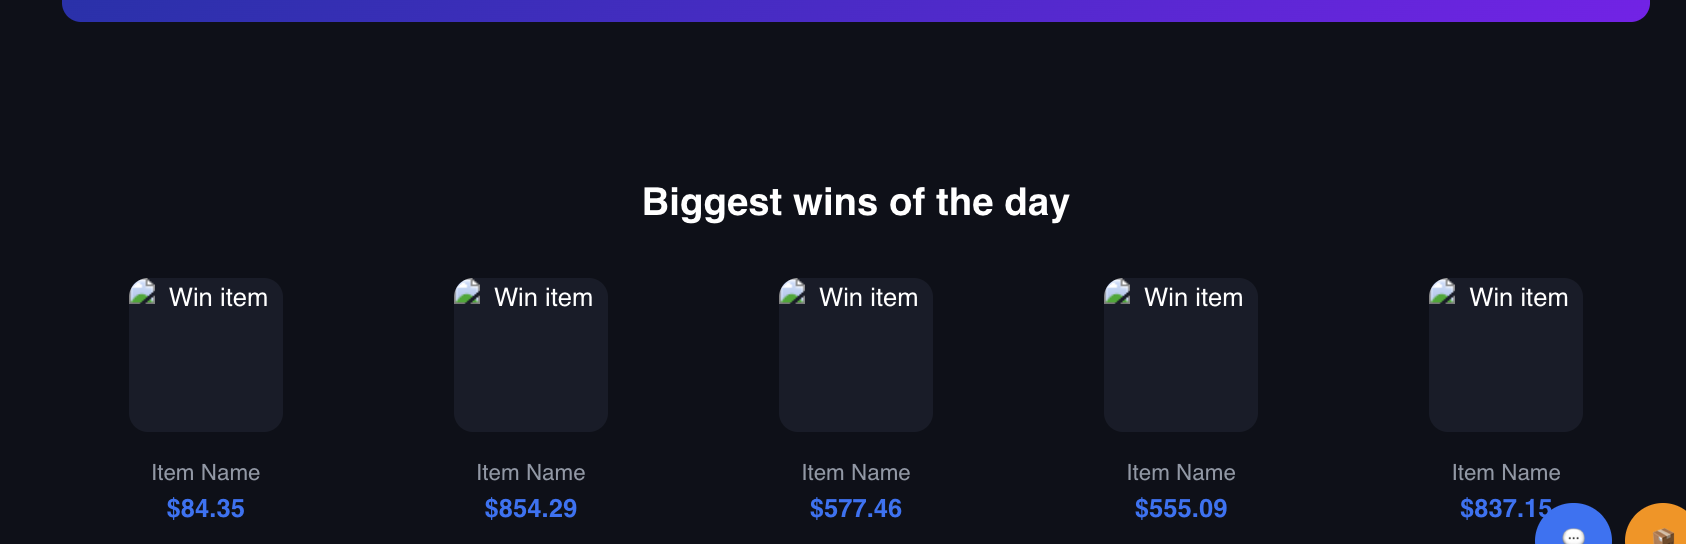 Biggest wins of the day
Win item Win item Win item Win item Win item
Item Name Item Name Item Name Item Name Item Name
$84.35 $854.29 $577.46 $555.09 $837.15